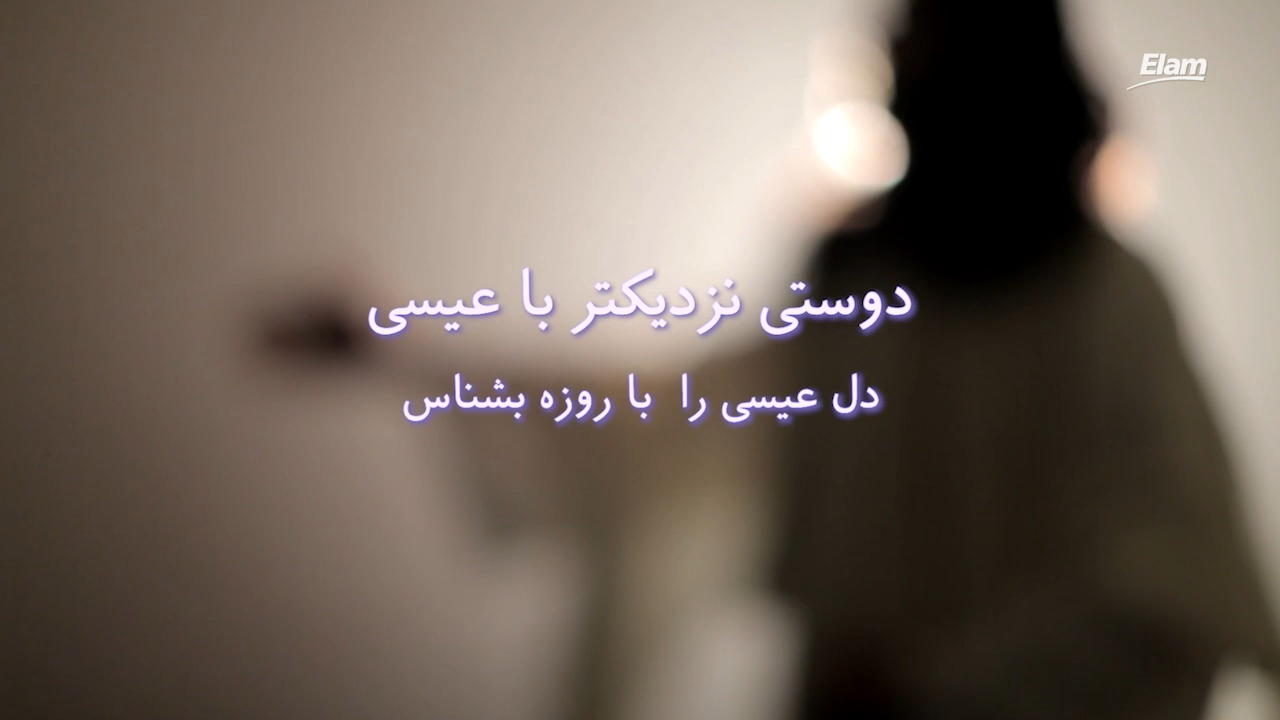 Elam
دوستی نزدیکتر با عیسی
دل عیسی را با روزه بشناس